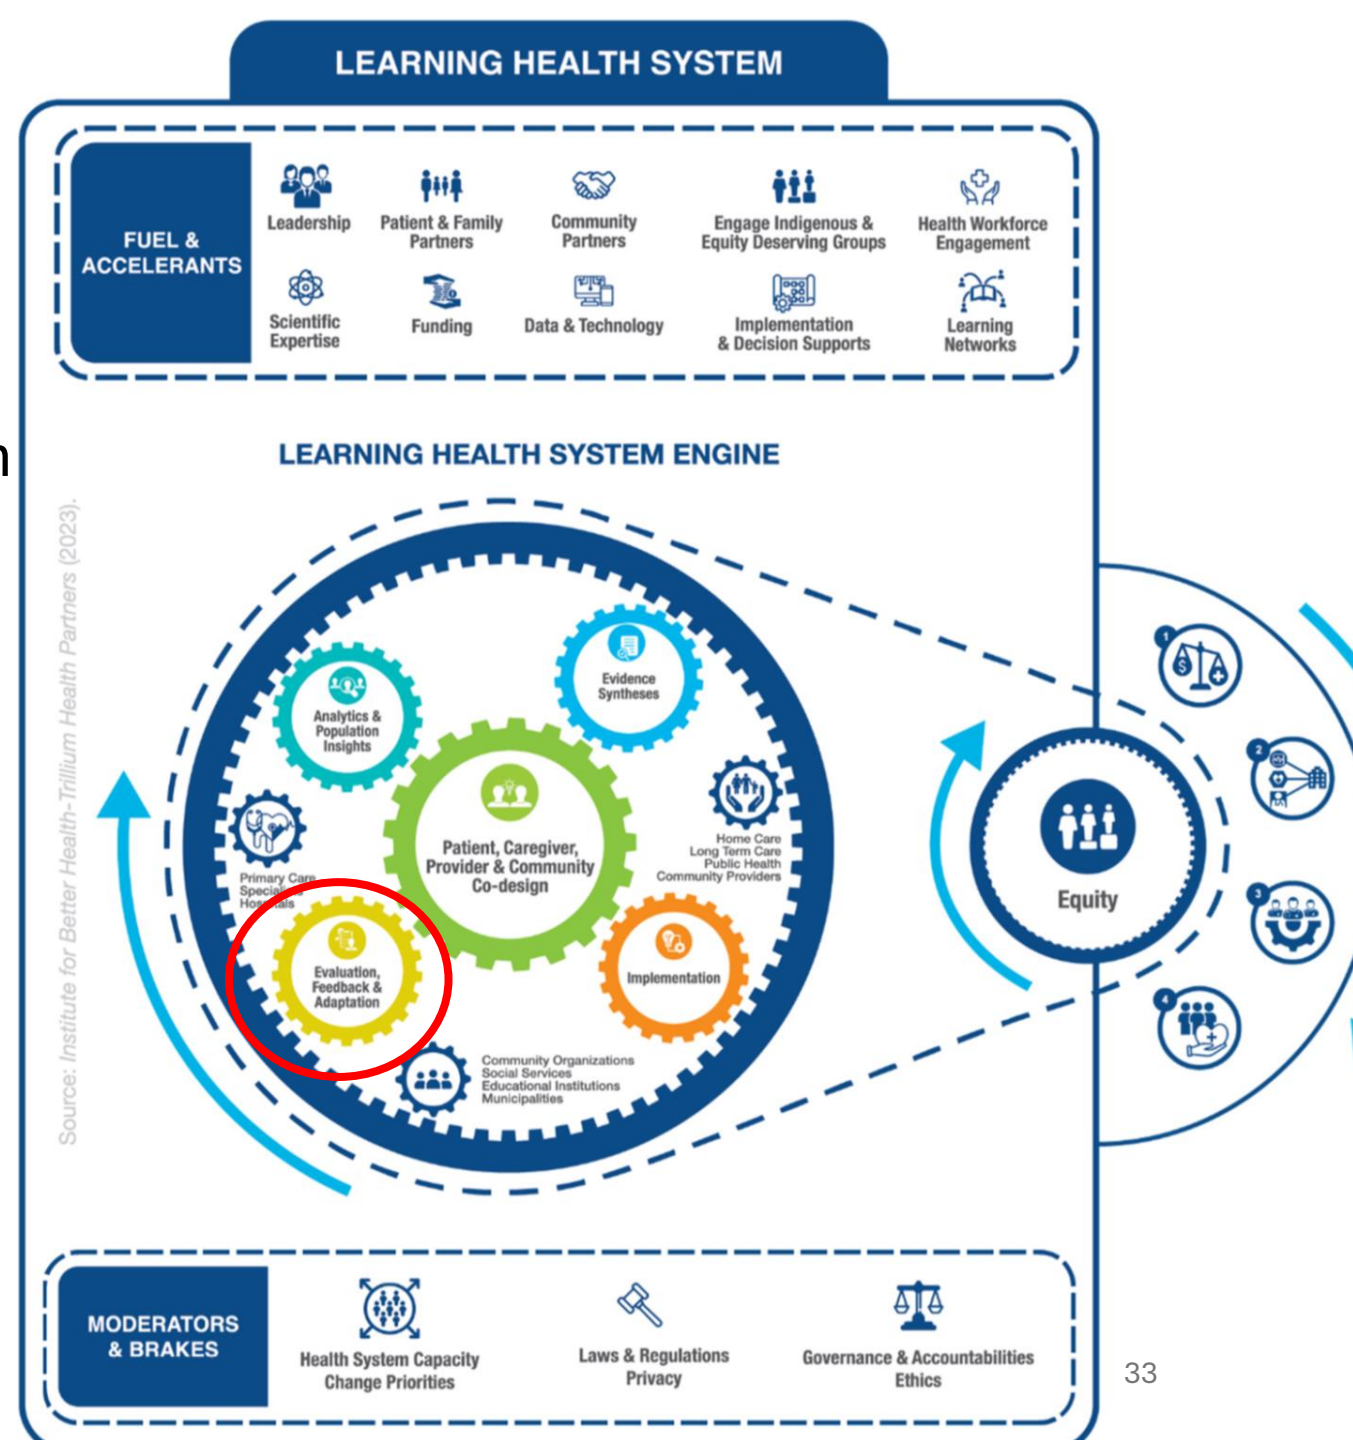 LEARNING HEALTH SYSTEM
FUEL &
ACCELERANTS
Leadership
Patient & Family
Partners
Community
Partners
Engage Indigenous &
Equity Deserving Groups
Health Workforce
Engagement
Scientific
Expertise
Funding
Data & Technology
Implementation
& Decision Supports
Learning
Networks
n
LEARNING HEALTH SYSTEM ENGINE
Source: Institute for Better Health-Trillium Health Partners (2023).
Evidence
Syntheses
Analytics &
Population
Insights
Patient, Caregiver,
Provider & Community
Co-design
Home Care
Long Term Care
Public Health
Community Providers
Primary Care
Specialists
Hospitals
Evaluation,
Feedback &
Adaptation
Implementation
Community Organizations
Social Services
Educational Institutions
Municipalities
Equity
1
$
2
3
4
MODERATORS
& BRAKES
Health System Capacity
Change Priorities
Laws & Regulations
Privacy
Governance & Accountabilities
Ethics
33